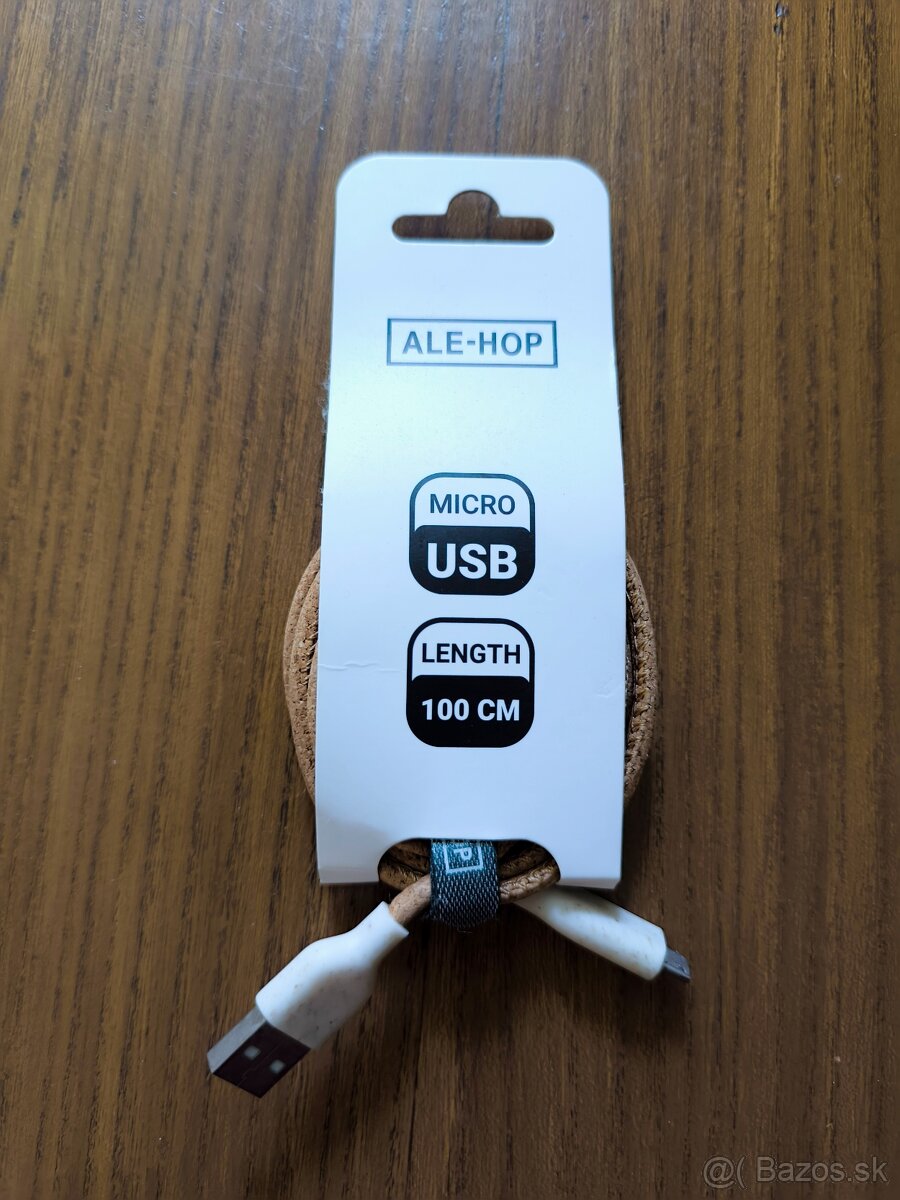 ALE-HOP
MICRO
USB
LENGTH
100 CM
P
@( Bazos.sk